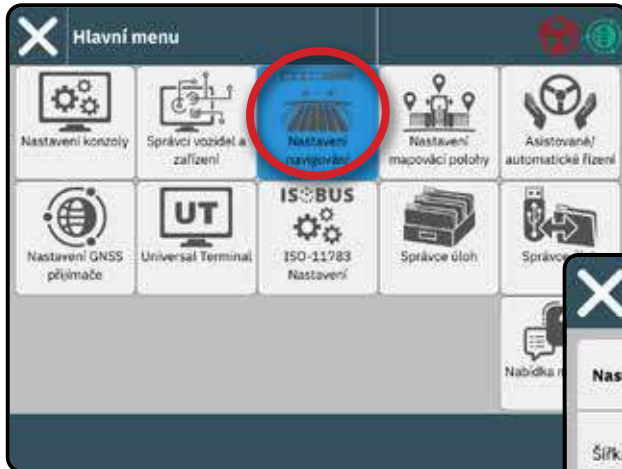 Hlavní menu
Nastavení konzoly
Správci vozidel a
zařízení
Nastavení
navigování
Nastavení
mapovací polohy
Asistované/
automatické řízení
Nastavení GNSS
přijímače
UT
Universal Terminal
ISOBUS
ISO-11783
Nastavení
Správce úloh
Správce
Nabídka
Nas
Šířk